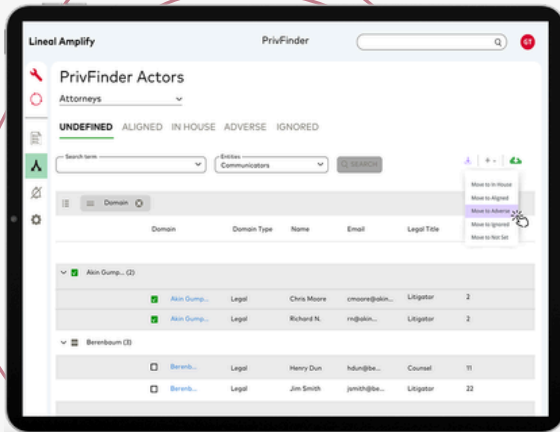 Lineal Amplify
PrivFinder
GT
PrivFinder Actors
Attorneys
UNDEFINED ALIGNED IN HOUSE ADVERSE IGNORED
Search term
Entities
Communicators
SEARCH
Move to In House
Move to Aligned
Move to Adverse
Move to Ignored
Move to Not Set
Domain
Domain Domain Type Name Email Legal Title
Akin Gump... (2)
Akin Gump... Legal Chris Moore cmoore@akin... Litigator 2
Akin Gump... Legal Richard N. rn@akin... Litigator 2
Berenbaum (3)
Berenb... Legal Henry Dun hdun@be... Counsel 11
Berenb... Legal Jim Smith jsmith@be... Litigator 22